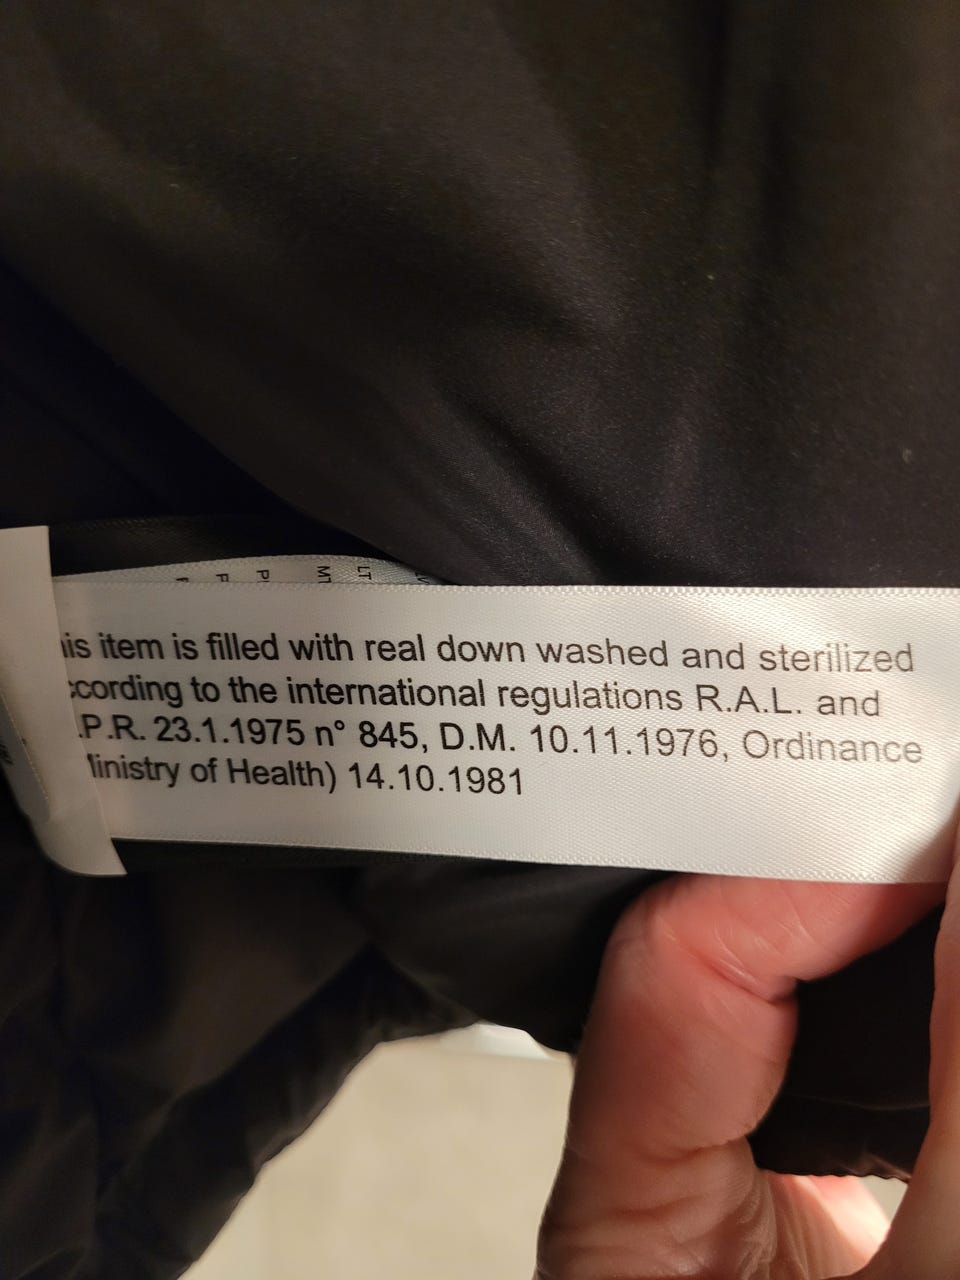 LT
is item is filled with real down washed and sterilized
cording to the international regulations R.A.L. and
.P.R. 23.1.1975 n° 845, D.M. 10.11.1976, Ordinance
inistry of Health) 14.10.1981